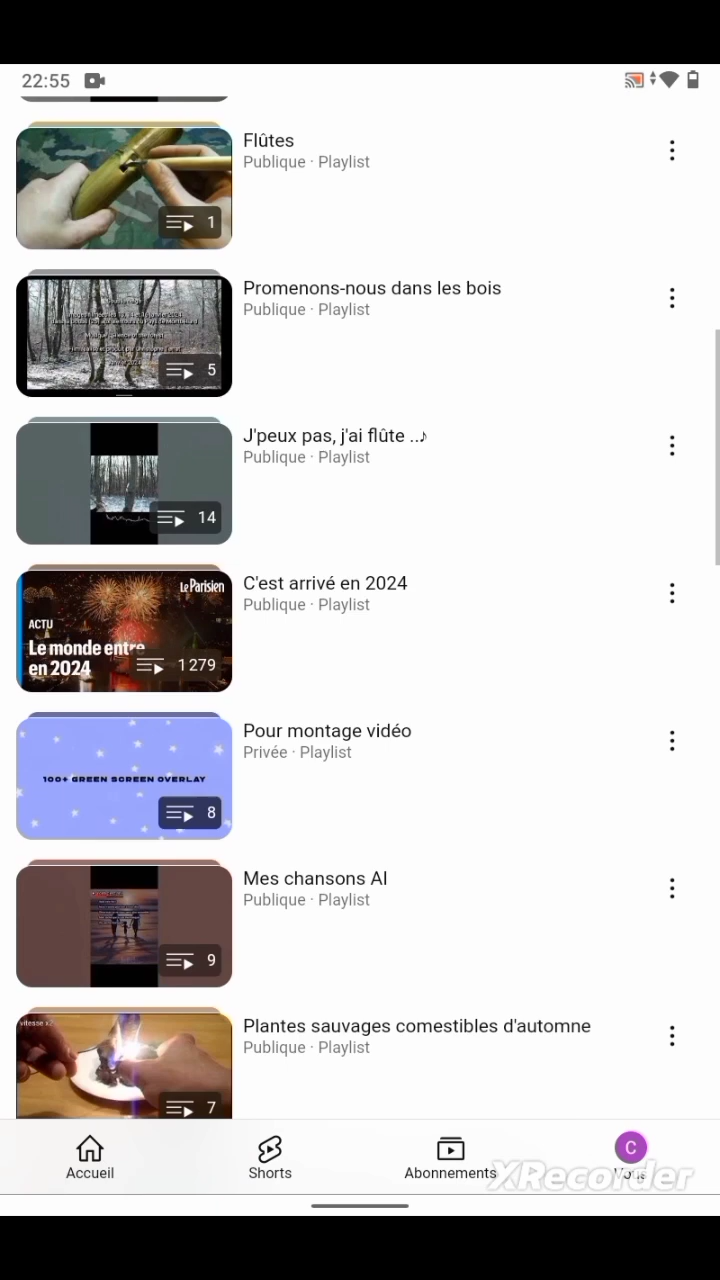 22:55
Flûtes
Publique · Playlist
1
Promenons-nous dans les bois
Publique · Playlist
5
J'peux pas, j'ai flûte ..♪
Publique · Playlist
14
Le Parisien
ACTU
Le monde entre
en 2024
1 279
C'est arrivé en 2024
Publique · Playlist
100+ GREEN SCREEN OVERLAY
8
Pour montage vidéo
Privée · Playlist
Mes chansons AI
Publique · Playlist
9
vitesse x2
Plantes sauvages comestibles d'automne
Publique · Playlist
7
C
Accueil
Shorts
Abonnements
Vous
XRecorder